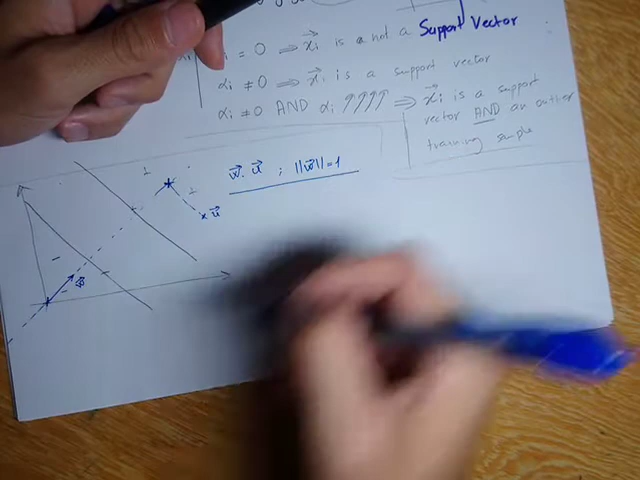 Support Vector
= 0 ⟹ x⃗i is a not a
αi ≠ 0 ⟹ x⃗i is a support vector
αi ≠ 0 AND αi ↑↑↑↑ ⟹ x⃗i is a support
vector AND an outlier
training sample
w⃗ . u⃗ ; ||w⃗|| = 1
u⃗
w⃗